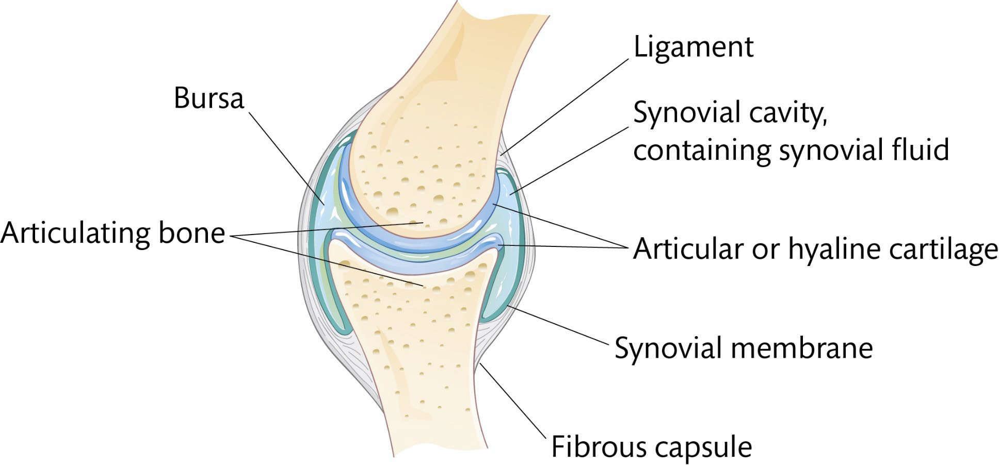 Ligament
Bursa
Synovial cavity,
containing synovial fluid
Articulating bone
Articular or hyaline cartilage
Synovial membrane
Fibrous capsule